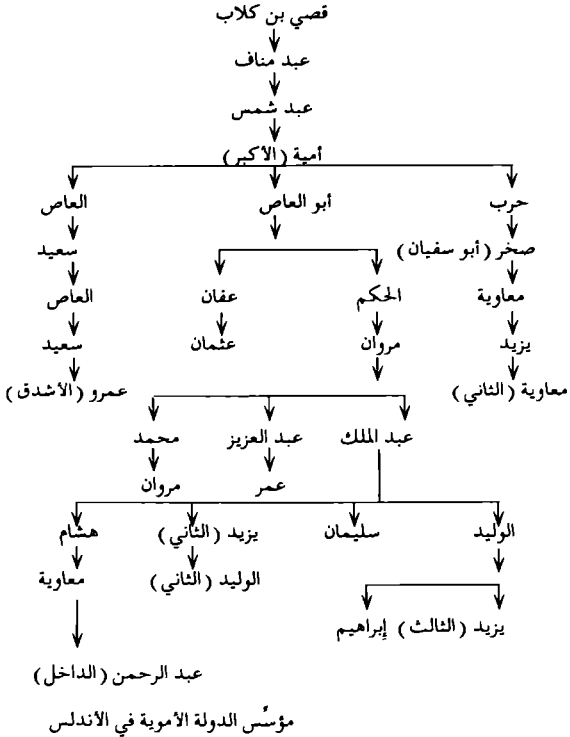 قصي بن كلاب
عبد مناف
عبد شمس
أمية (الأكبر)
حرب أبو العاص العاص
صخر (أبو سفيان) سعيد
معاوية الحكم عفان العاص
يزيد مروان عثمان سعيد
معاوية (الثاني) عمرو (الأشدق)
عبد الملك عبد العزيز محمد
عمر مروان
الوليد سليمان يزيد (الثاني) هشام
الوليد (الثاني) معاوية
يزيد (الثالث) إبراهيم
عبد الرحمن (الداخل)
مؤسِّس الدولة الأموية في الأندلس